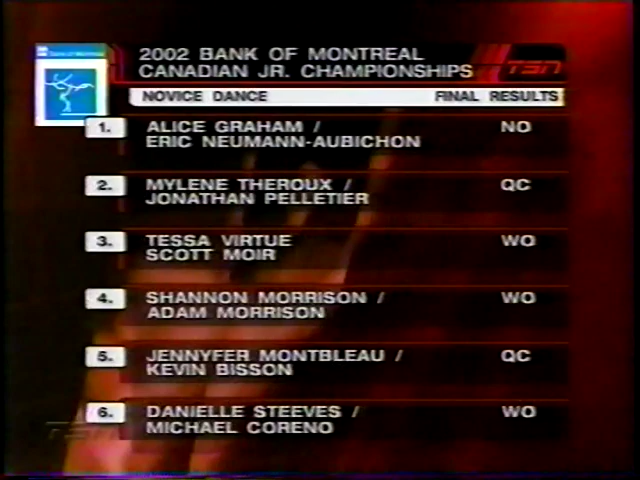 2002 BANK OF MONTREAL
CANADIAN JR. CHAMPIONSHIPS
TSN
NOVICE DANCE FINAL RESULTS
1. ALICE GRAHAM / NO
ERIC NEUMANN-AUBICHON
2. MYLENE THEROUX / QC
JONATHAN PELLETIER
3. TESSA VIRTUE WO
SCOTT MOIR
4. SHANNON MORRISON / WO
ADAM MORRISON
5. JENNYFER MONTBLEAU / QC
KEVIN BISSON
6. DANIELLE STEEVES / WO
MICHAEL CORENO
TSN